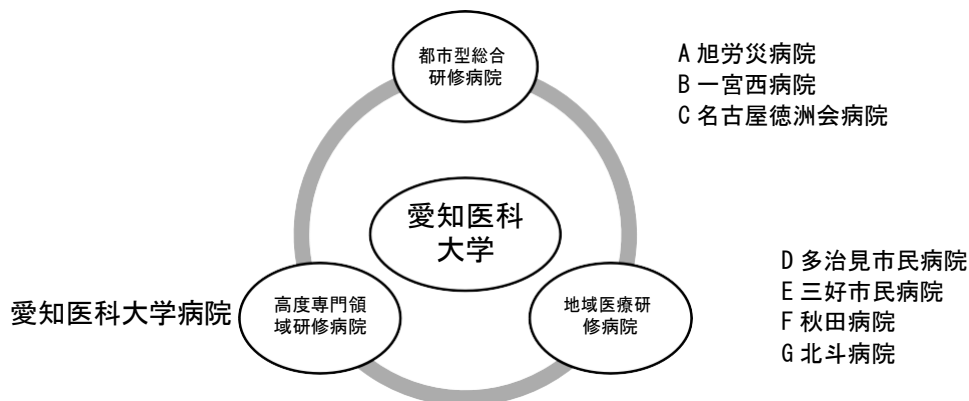 都市型総合
研修病院
A 旭労災病院
B 一宮西病院
C 名古屋徳洲会病院
愛知医科
大学
愛知医科大学病院
高度専門領
域研修病院
地域医療研
修病院
D 多治見市民病院
E 三好市民病院
F 秋田病院
G 北斗病院